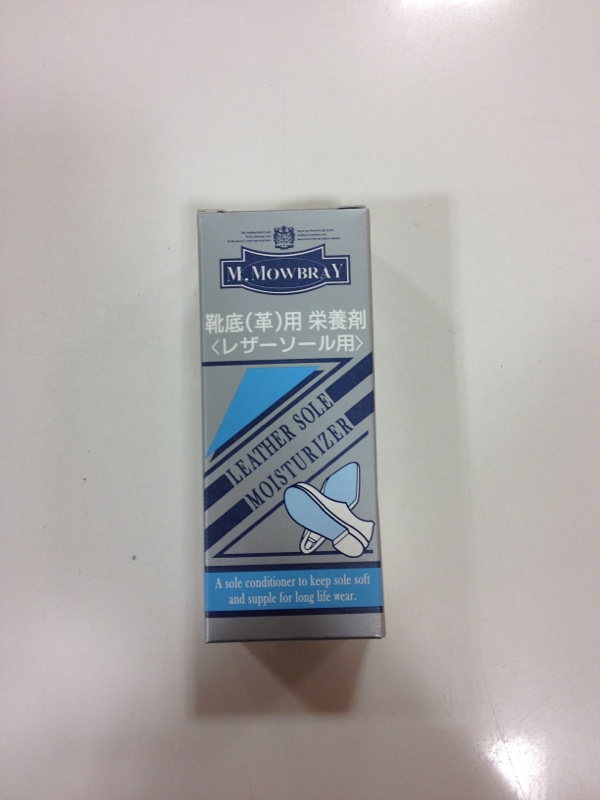 M.MOWBRAY
靴底(革)用 栄養剤
〈レザーソール用〉
LEATHER SOLE
MOISTURIZER
A sole conditioner to keep sole soft
and supple for long life wear.